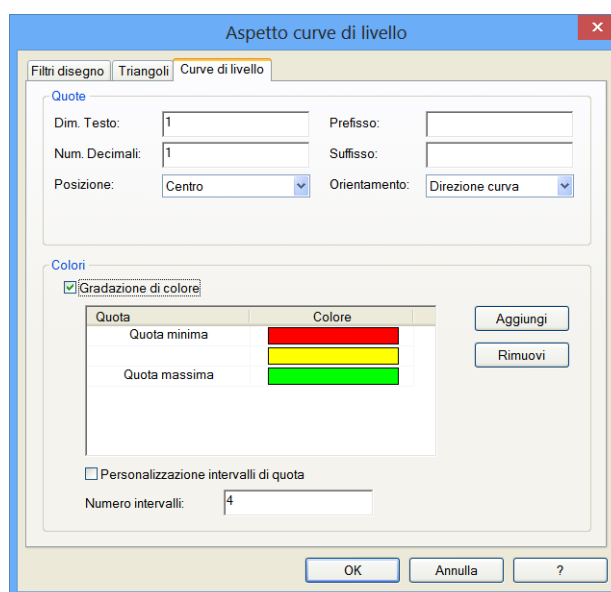 Aspetto curve di livello
x
Filtri disegno Triangoli Curve di livello
Quote
Dim. Testo: 1 Prefisso:
Num. Decimali: 1 Suffisso:
Posizione: Centro Orientamento: Direzione curva
Colori
Gradazione di colore
Quota Colore Aggiungi
Quota minima
Rimuovi
Quota massima
Personalizzazione intervalli di quota
Numero intervalli: 4
OK Annulla ?